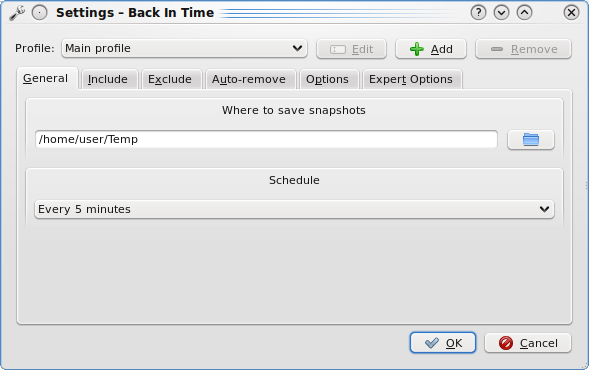 Settings – Back In Time
Profile: Main profile Edit Add Remove
General Include Exclude Auto-remove Options Expert Options
Where to save snapshots
/home/user/Temp
Schedule
Every 5 minutes
OK Cancel